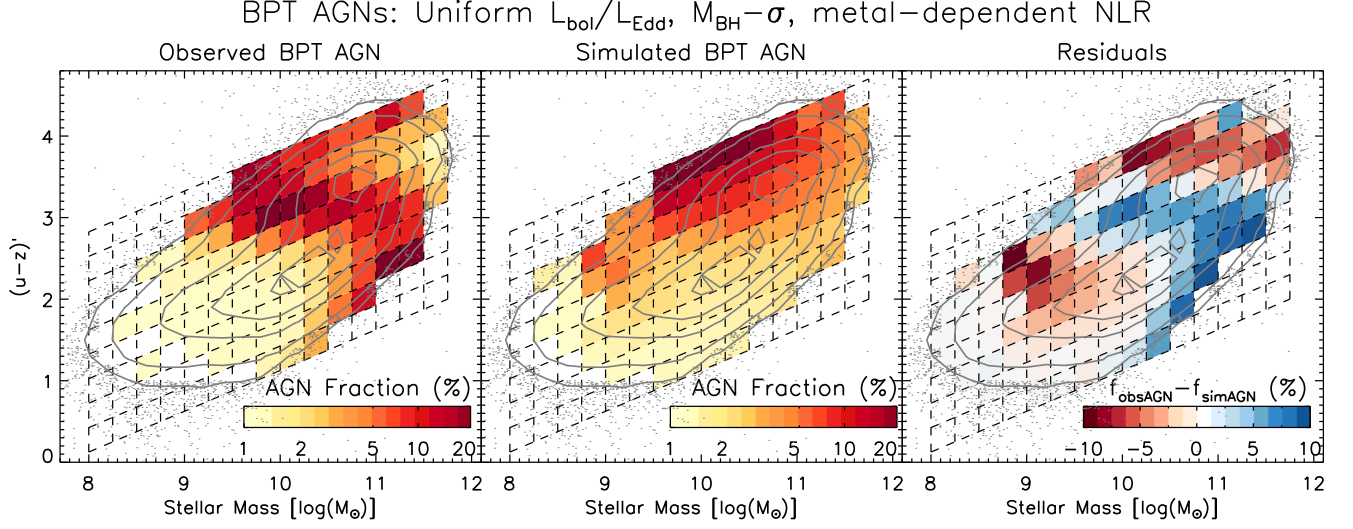 BPT AGNs: Uniform L_bol/L_Edd, M_BH−σ, metal−dependent NLR
Observed BPT AGN
Simulated BPT AGN
Residuals
(u−z)'
4
3
2
1
0
AGN Fraction (%)
1 2 5 10 20
AGN Fraction (%)
1 2 5 10 20
f_obsAGN−f_simAGN (%)
−10 −5 0 5 10
8 9 10 11 12
8 9 10 11 12
8 9 10 11 12
Stellar Mass [log(M☉)]
Stellar Mass [log(M☉)]
Stellar Mass [log(M☉)]